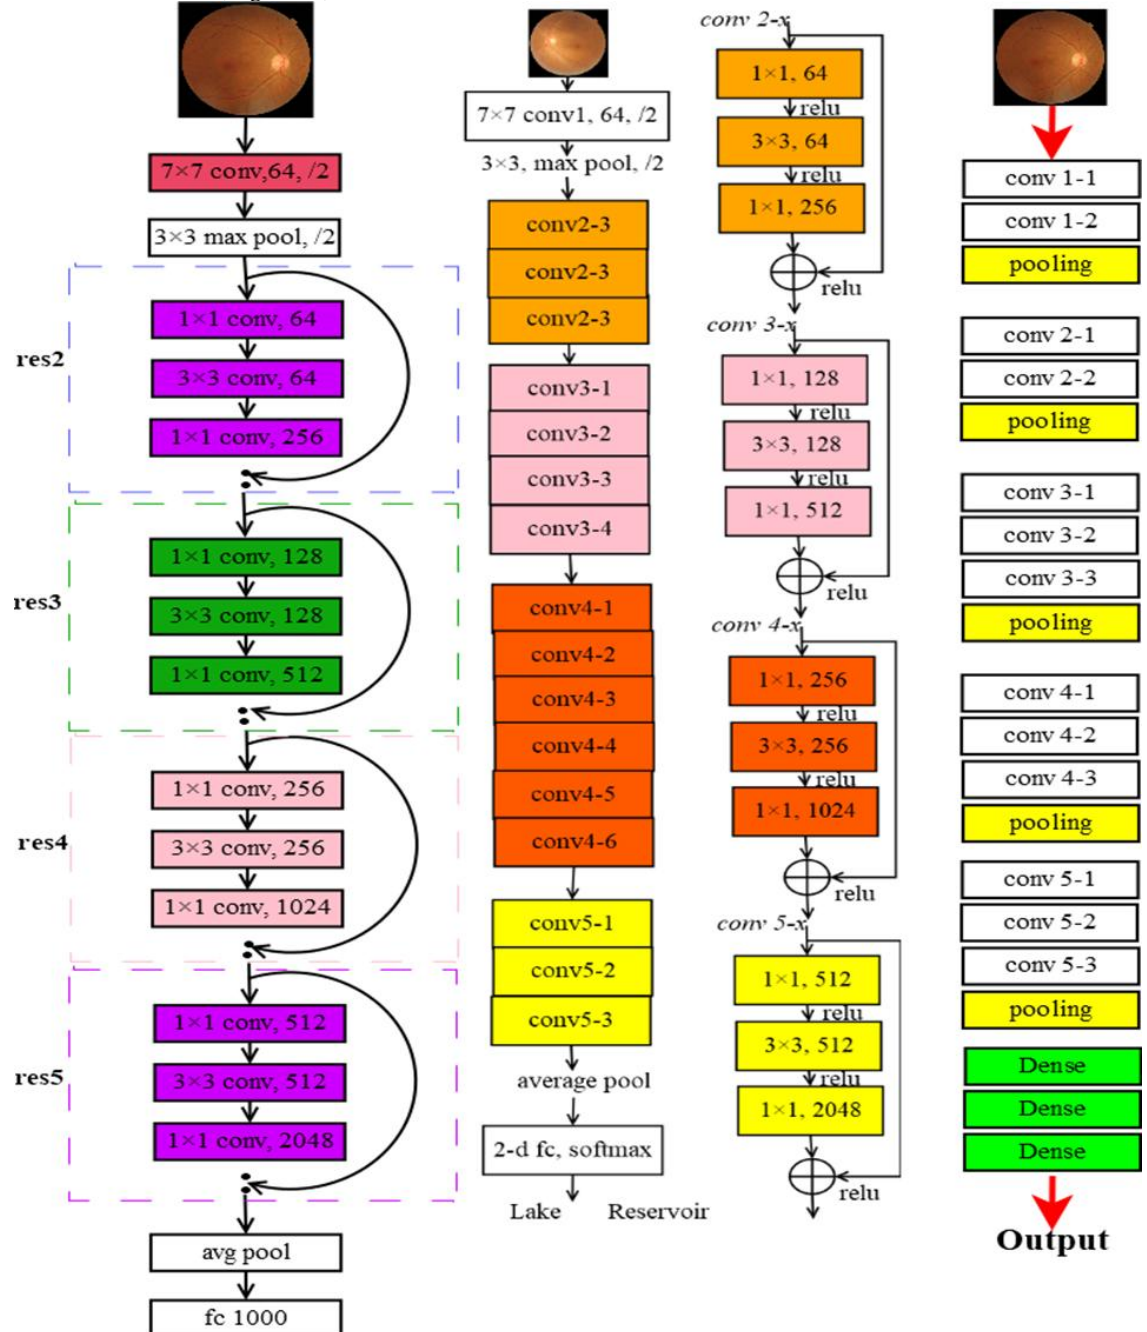 7×7 conv,64, /2
3×3 max pool, /2
res2
1×1 conv, 64
3×3 conv, 64
1×1 conv, 256
res3
1×1 conv, 128
3×3 conv, 128
1×1 conv, 512
res4
1×1 conv, 256
3×3 conv, 256
1×1 conv, 1024
res5
1×1 conv, 512
3×3 conv, 512
1×1 conv, 2048
avg pool
fc 1000
7×7 conv1, 64, /2
3×3, max pool, /2
conv2-3
conv2-3
conv2-3
conv3-1
conv3-2
conv3-3
conv3-4
conv4-1
conv4-2
conv4-3
conv4-4
conv4-5
conv4-6
conv5-1
conv5-2
conv5-3
average pool
2-d fc, softmax
Lake Reservoir
conv 2-x
1×1, 64
relu
3×3, 64
relu
1×1, 256
relu
conv 3-x
1×1, 128
relu
3×3, 128
relu
1×1, 512
relu
conv 4-x
1×1, 256
relu
3×3, 256
relu
1×1, 1024
relu
conv 5-x
1×1, 512
relu
3×3, 512
relu
1×1, 2048
relu
conv 1-1
conv 1-2
pooling
conv 2-1
conv 2-2
pooling
conv 3-1
conv 3-2
conv 3-3
pooling
conv 4-1
conv 4-2
conv 4-3
pooling
conv 5-1
conv 5-2
conv 5-3
pooling
Dense
Dense
Dense
Output